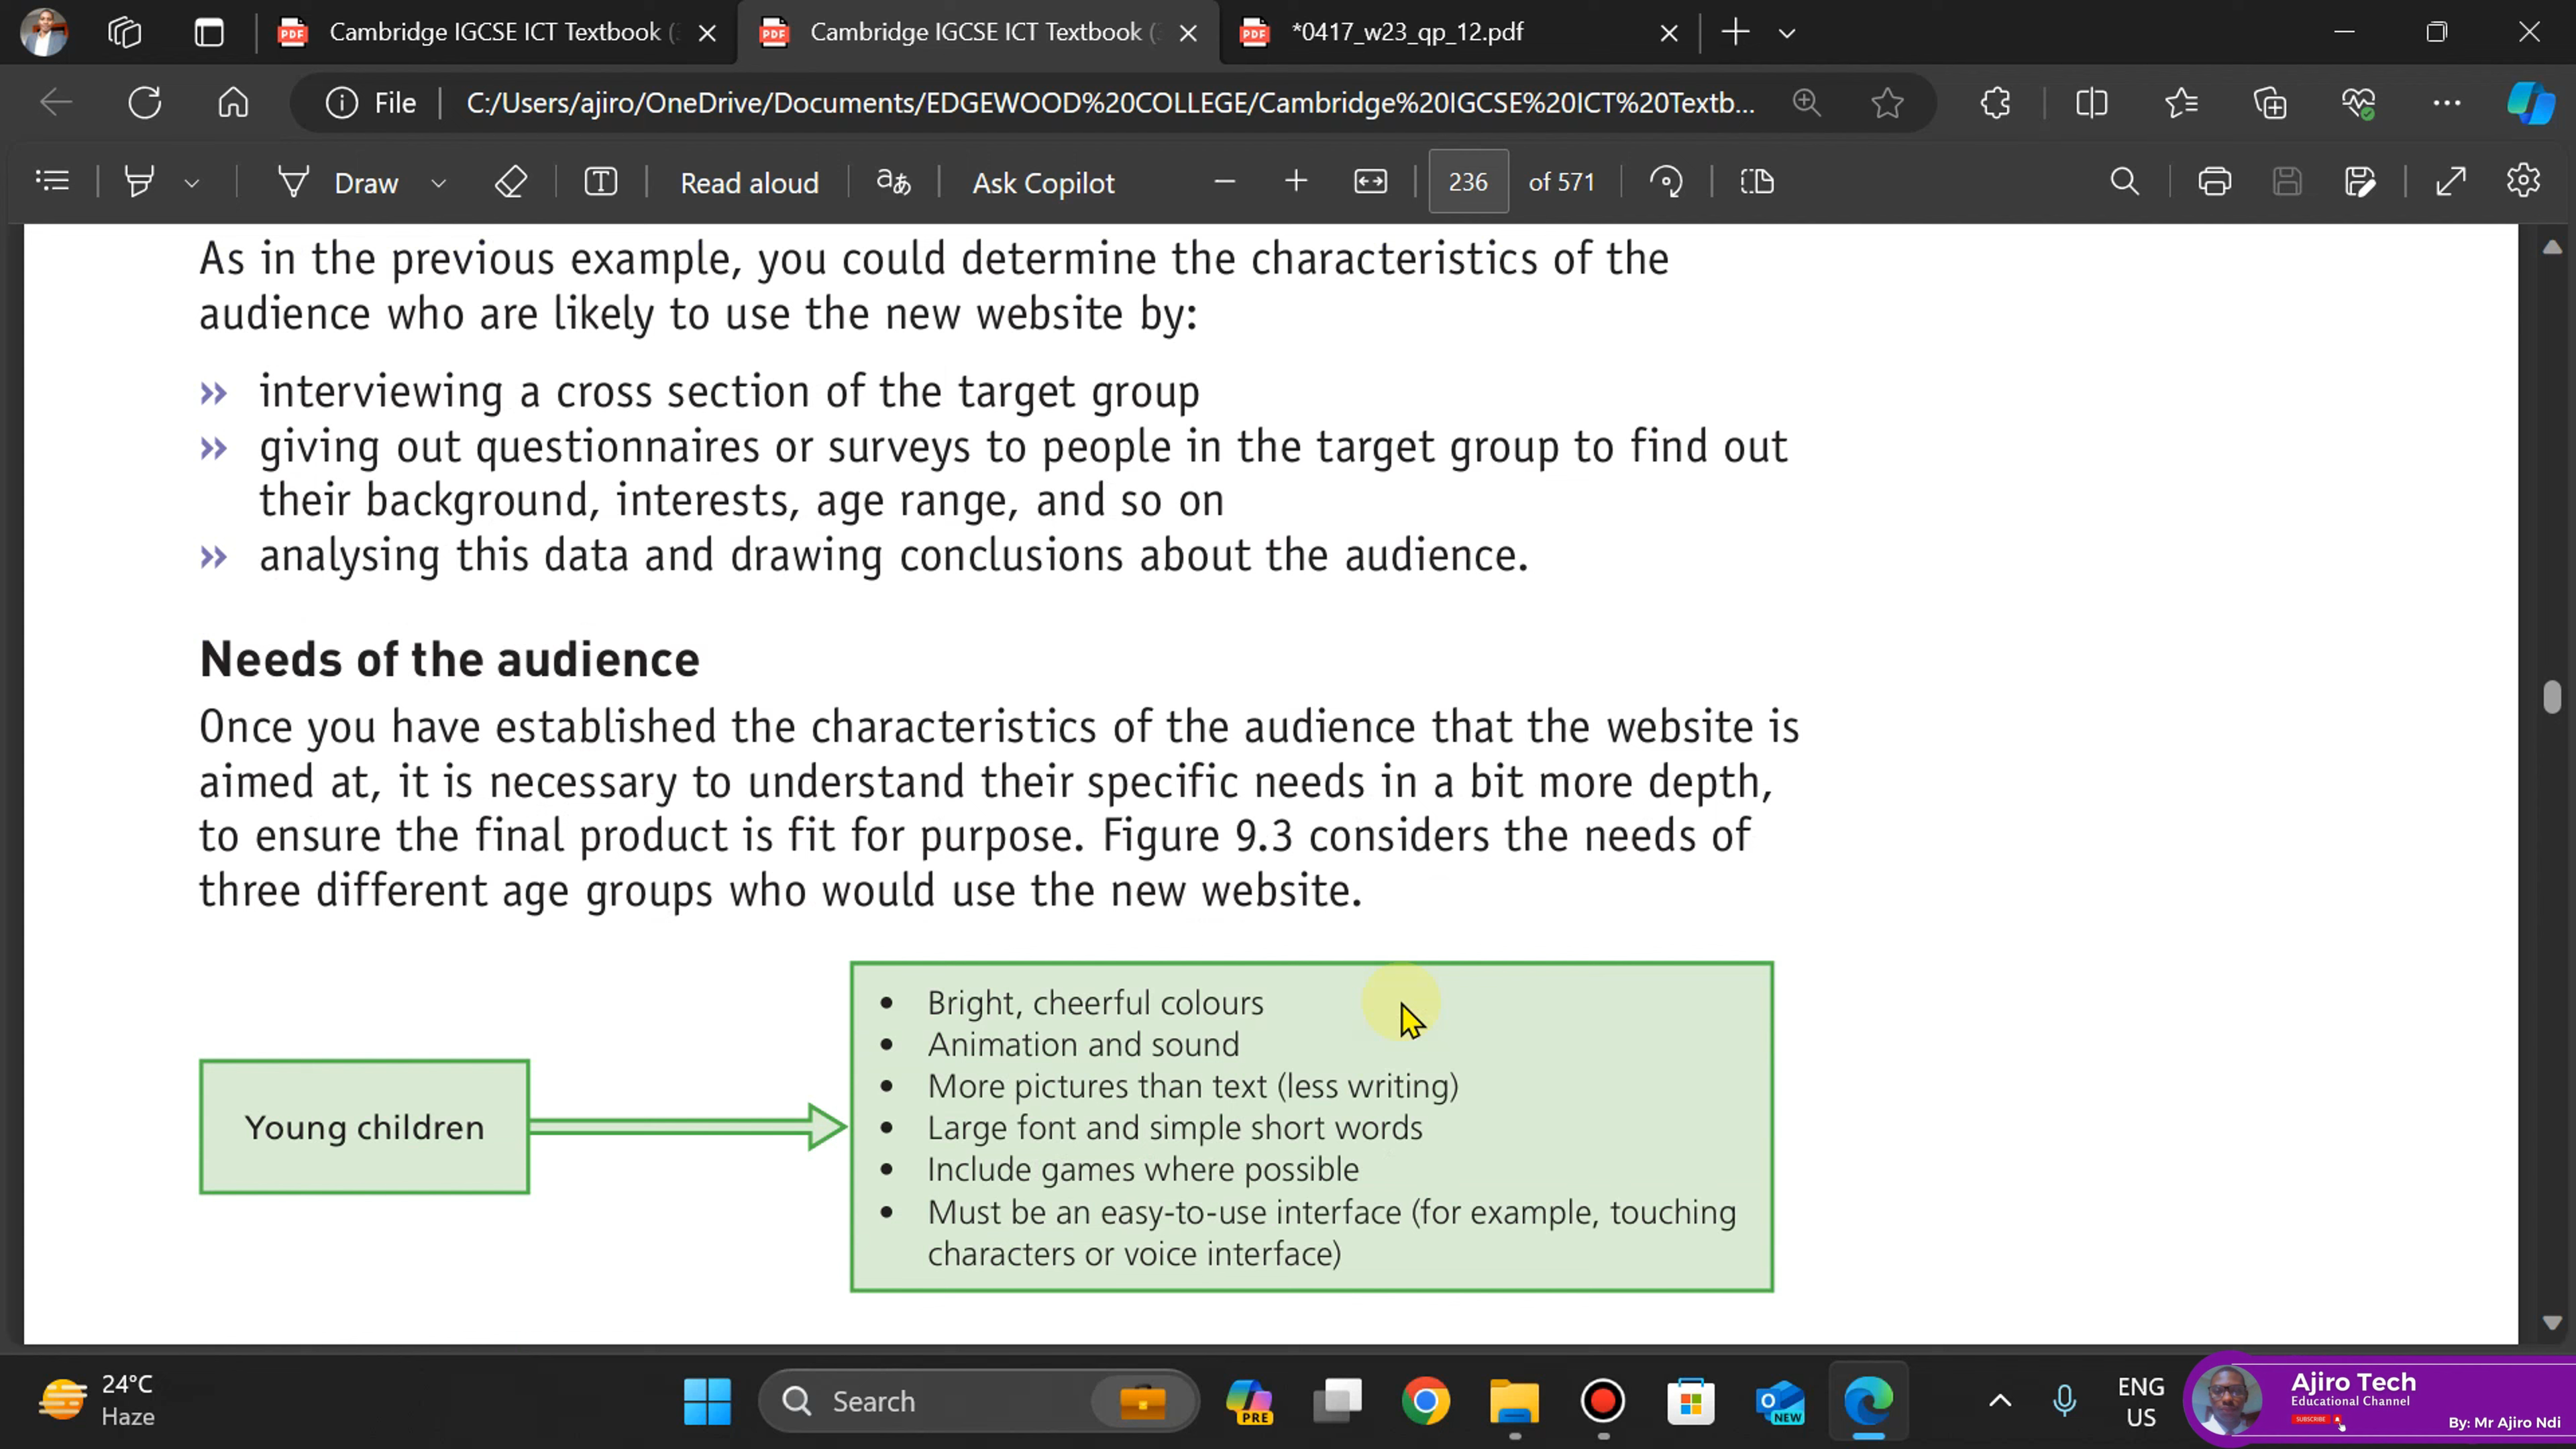 Cambridge IGCSE ICT Textbook (
Cambridge IGCSE ICT Textbook (
*0417_w23_qp_12.pdf
File
C:/Users/ajiro/OneDrive/Documents/EDGEWOOD%20COLLEGE/Cambridge%20IGCSE%20ICT%20Textb...
Draw
Read aloud
aあ
Ask Copilot
236 of 571
As in the previous example, you could determine the characteristics of the
audience who are likely to use the new website by:
» interviewing a cross section of the target group
» giving out questionnaires or surveys to people in the target group to find out
their background, interests, age range, and so on
» analysing this data and drawing conclusions about the audience.
Needs of the audience
Once you have established the characteristics of the audience that the website is
aimed at, it is necessary to understand their specific needs in a bit more depth,
to ensure the final product is fit for purpose. Figure 9.3 considers the needs of
three different age groups who would use the new website.
Young children
• Bright, cheerful colours
• Animation and sound
• More pictures than text (less writing)
• Large font and simple short words
• Include games where possible
• Must be an easy-to-use interface (for example, touching
characters or voice interface)
24°C
Haze
Search
PRE
NEW
ENG
US
Ajiro Tech
Educational Channel
SUBSCRIBE
By: Mr Ajiro Ndi